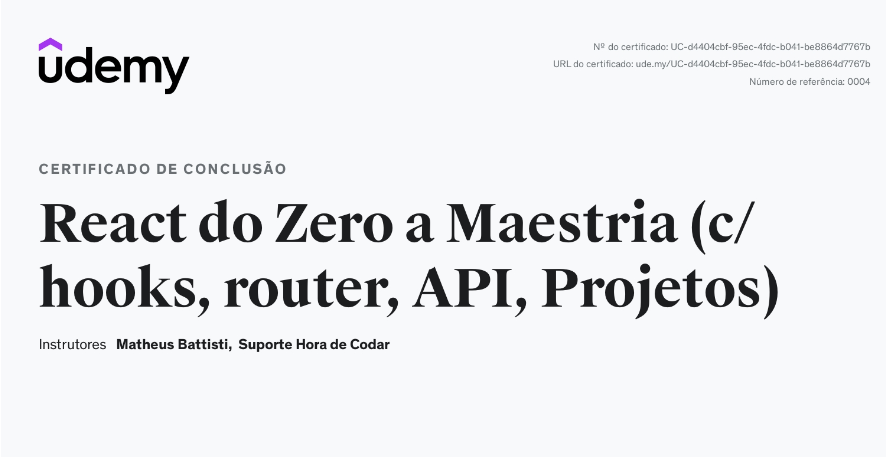 udemy
Nº do certificado: UC-d4404cbf-95ec-4fdc-b041-be8864d7767b
URL do certificado: ude.my/UC-d4404cbf-95ec-4fdc-b041-be8864d7767b
Número de referência: 0004
CERTIFICADO DE CONCLUSÃO
React do Zero a Maestria (c/
hooks, router, API, Projetos)
Instrutores Matheus Battisti, Suporte Hora de Codar